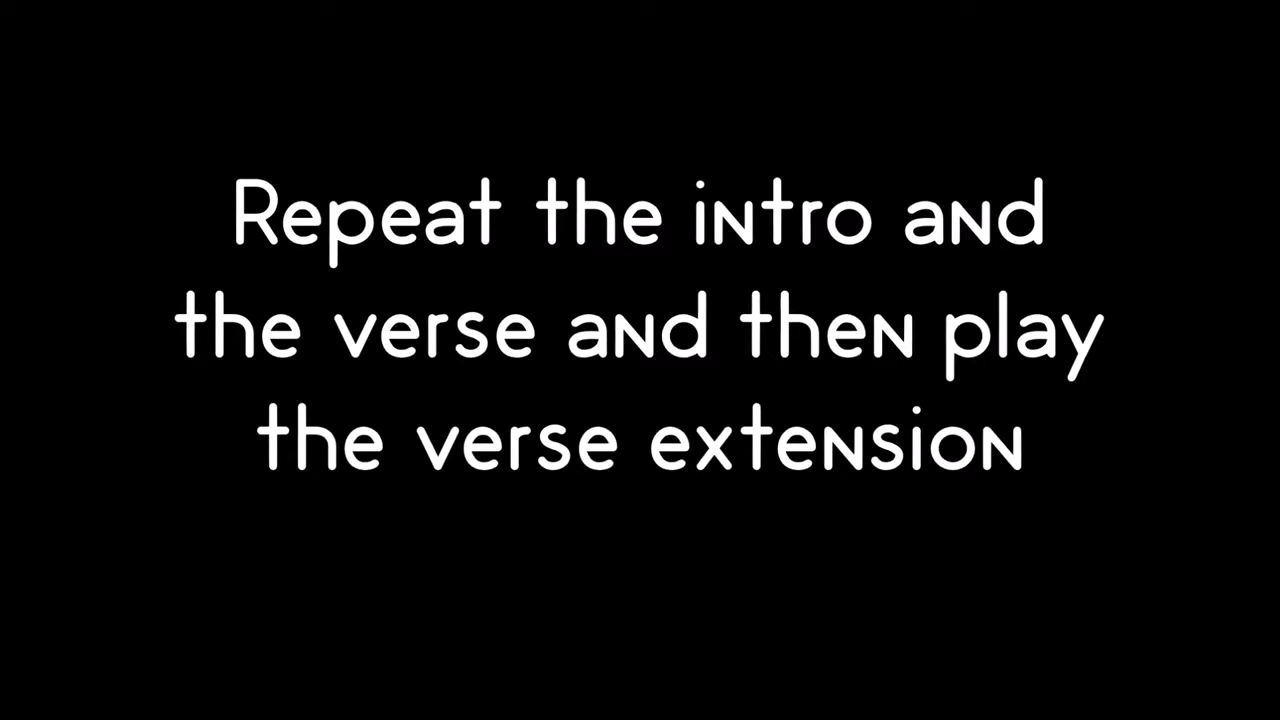 Repeat the intro and
the verse and then play
the verse extension